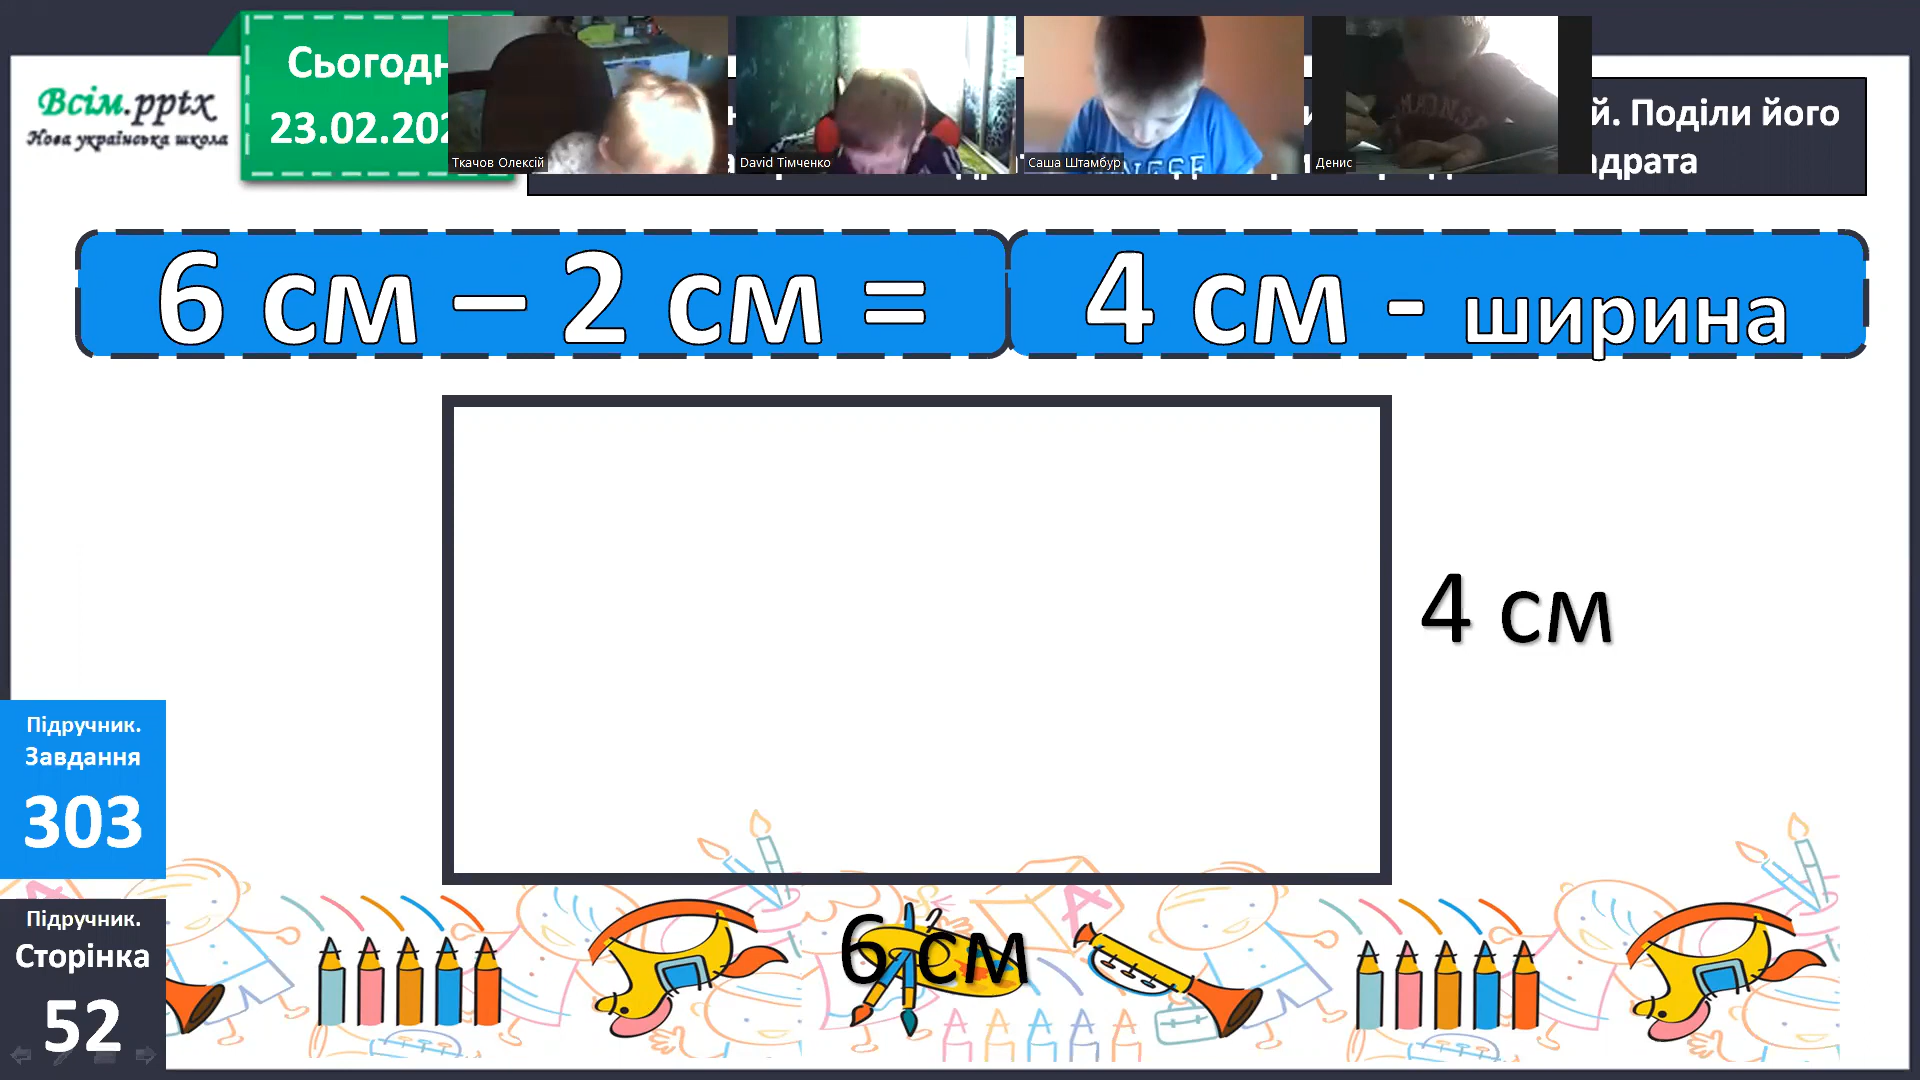 Всім.pptx
Нова українська школа
Сьогодн
23.02.202
й. Поділи його
адрата
Ткачов Олексій
David Тімченко
Саша Штамбур
Денис
6 см – 2 см =
4 см - ширина
4 см
6 см
Підручник.
Завдання
303
Підручник.
Сторінка
52